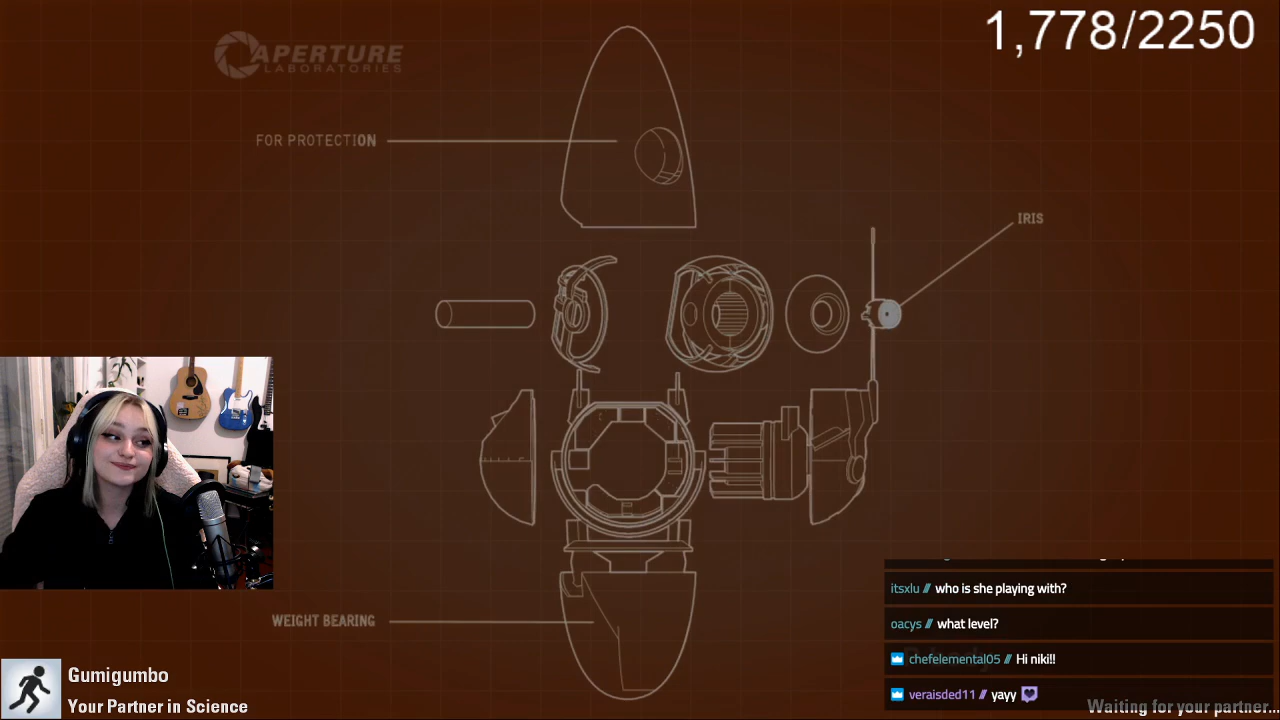 1,778/2250
APERTURE
LABORATORIES
FOR PROTECTION
IRIS
WEIGHT BEARING
itsxlu // who is she playing with?
oacys // what level?
chefelemental05 // Hi niki!!
veraisded11 // yayy
Gumigumbo
Your Partner in Science
Waiting for your partner...